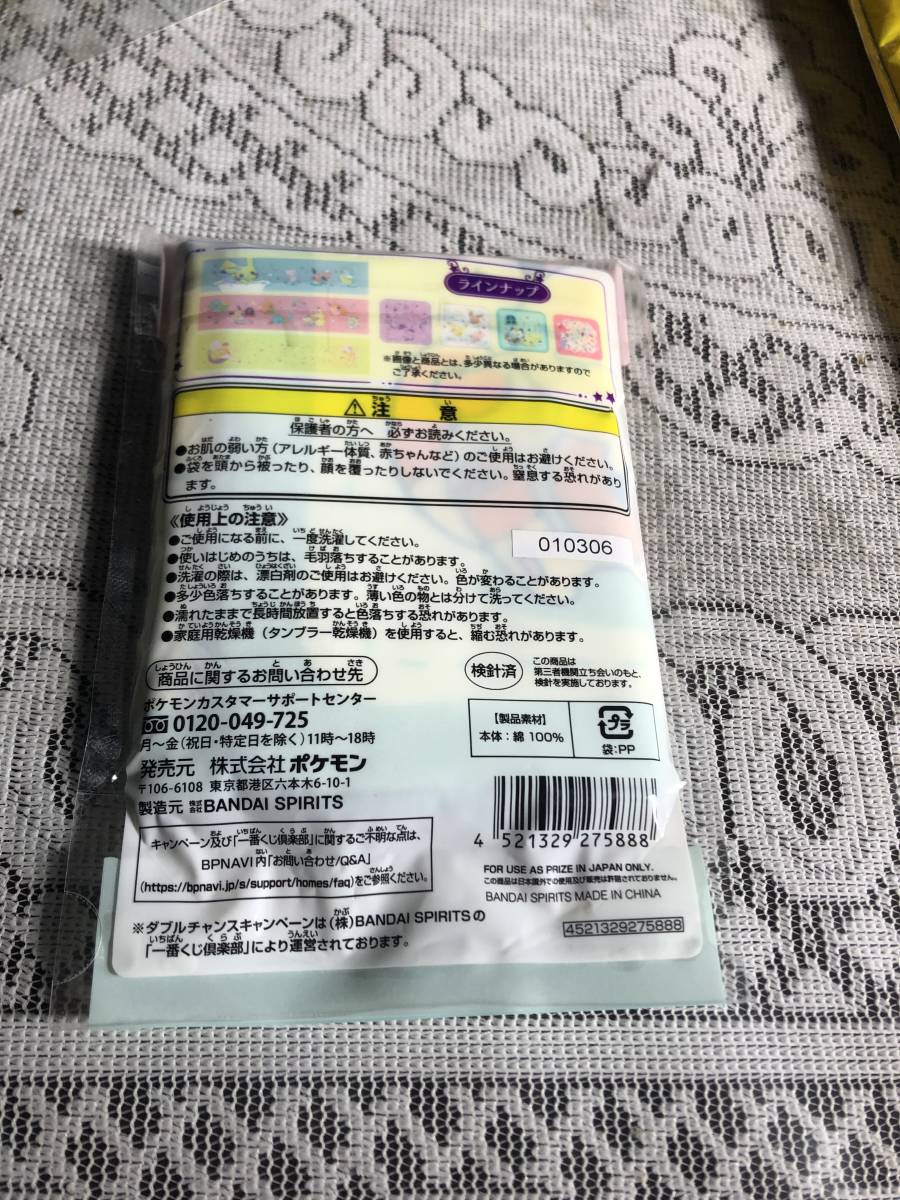 ラインナップ
※画像と商品とは、多少異なる場合がありますので
ご了承ください。
⚠注意
保護者の方へ 必ずお読みください。
●お肌の弱い方(アレルギー体質、赤ちゃんなど)のご使用はお避けください。
●袋を頭から被ったり、顔を覆ったりしないでください。窒息する恐れがあり
ます。
《使用上の注意》
●ご使用になる前に、一度洗濯してください。
●使いはじめのうちは、毛羽落ちすることがあります。
●洗濯の際は、漂白剤のご使用はお避けください。色が変わることがあります。
●多少色落ちすることがあります。薄い色の物とは分けて洗ってください。
●濡れたままで長時間放置すると色落ちする恐れがあります。
●家庭用乾燥機(タンブラー乾燥機)を使用すると、縮む恐れがあります。
010306
商品に関するお問い合わせ先
ポケモンカスタマーサポートセンター
0120-049-725
月〜金(祝日・特定日を除く)11時〜18時
発売元 株式会社ポケモン
〒106-6108 東京都港区六本木6-10-1
製造元 株式会社BANDAI SPIRITS
検針済
この商品は
第三者機関立ち会いのもと、
検針を実施しております。
【製品素材】
本体:綿 100%
プラ
袋:PP
キャンペーン及び「一番くじ倶楽部」に関するご不明な点は、
BPNAVI内「お問い合わせ/Q&A」
(https://bpnavi.jp/s/support/homes/faq)をご参照ください。
※ダブルチャンスキャンペーンは(株)BANDAI SPIRITSの
「一番くじ倶楽部」により運営されております。
4 521329 275888
FOR USE AS PRIZE IN JAPAN ONLY.
この商品は日本国外での使用及び販売は許諾されておりません。
BANDAI SPIRITS MADE IN CHINA
4521329275888